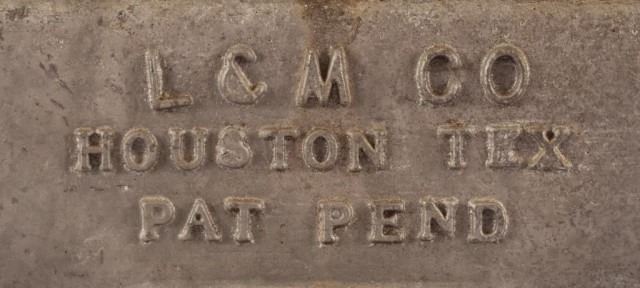 L & M CO
HOUSTON TEX
PAT PEND